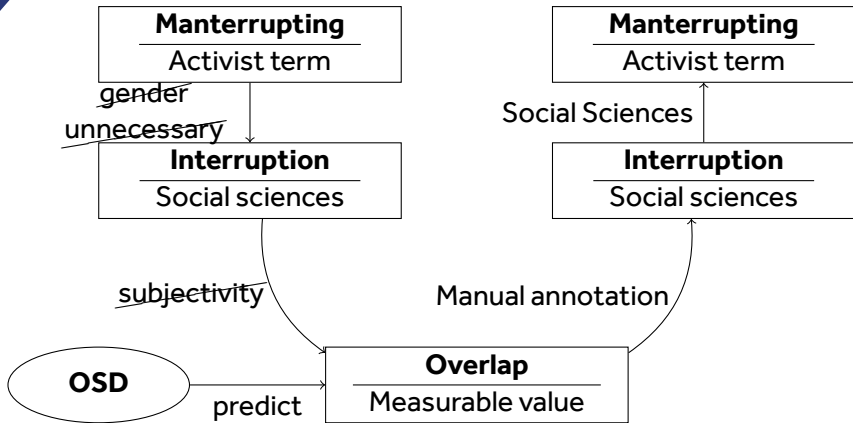 Manterrupting
Activist term
gender
unnecessary
Interruption
Social sciences
subjectivity
OSD
predict
Overlap
Measurable value
Manual annotation
Interruption
Social sciences
Social Sciences
Manterrupting
Activist term